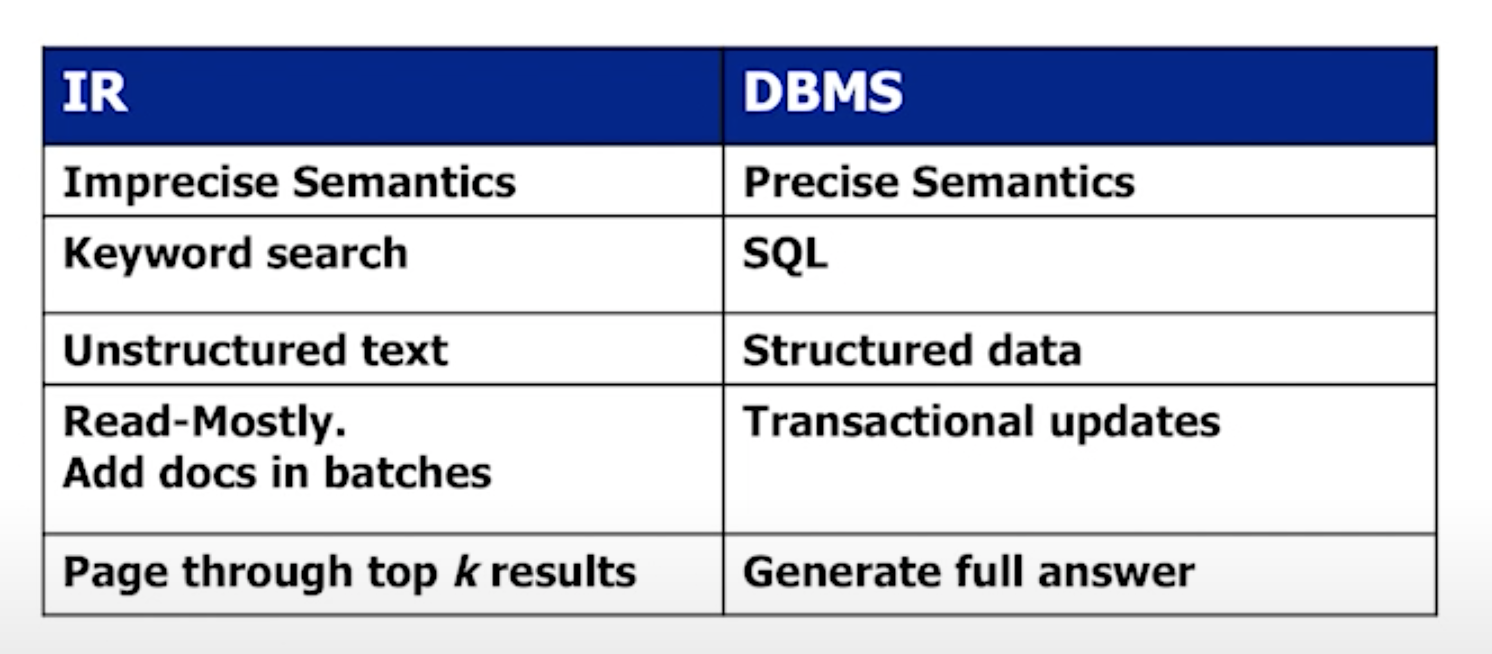 IR
DBMS
Imprecise Semantics
Precise Semantics
Keyword search
SQL
Unstructured text
Structured data
Read-Mostly.
Add docs in batches
Transactional updates
Page through top k results
Generate full answer